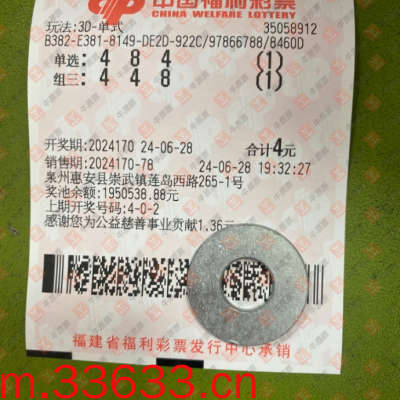 中国福利彩票
CHINA WELFARE LOTTERY
玩法:3D-单式 35058912
B382-E381-8149-DE2D-922C/97866788/8460D
单选: 4 8 4 (1)
组三: 4 4 8 (1)
开奖期:2024170 24-06-28 合计4元
销售期:2024170-78 24-06-28 19:32:27
泉州惠安县崇武镇莲岛西路265-1号
奖池余额:1950538.88元
上期开奖号码:4-0-2
感谢您为公益慈善事业贡献1.36元
福建省福利彩票发行中心承销
m.33633.cn